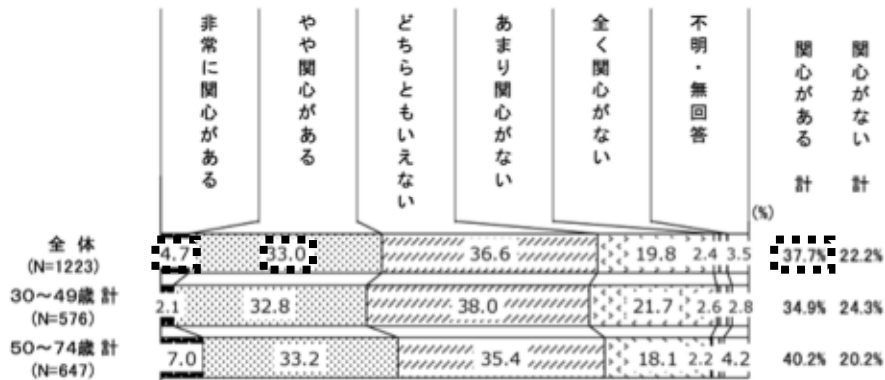 非常に関心がある
やや関心がある
どちらともいえない
あまり関心がない
全く関心がない
不明・無回答
関心がある 計
関心がない 計
(%)
全 体
(N=1223)
4.7 33.0 36.6 19.8 2.4 3.5 37.7% 22.2%
30～49歳 計
(N=576)
2.1 32.8 38.0 21.7 2.6 2.8 34.9% 24.3%
50～74歳 計
(N=647)
7.0 33.2 35.4 18.1 2.2 4.2 40.2% 20.2%